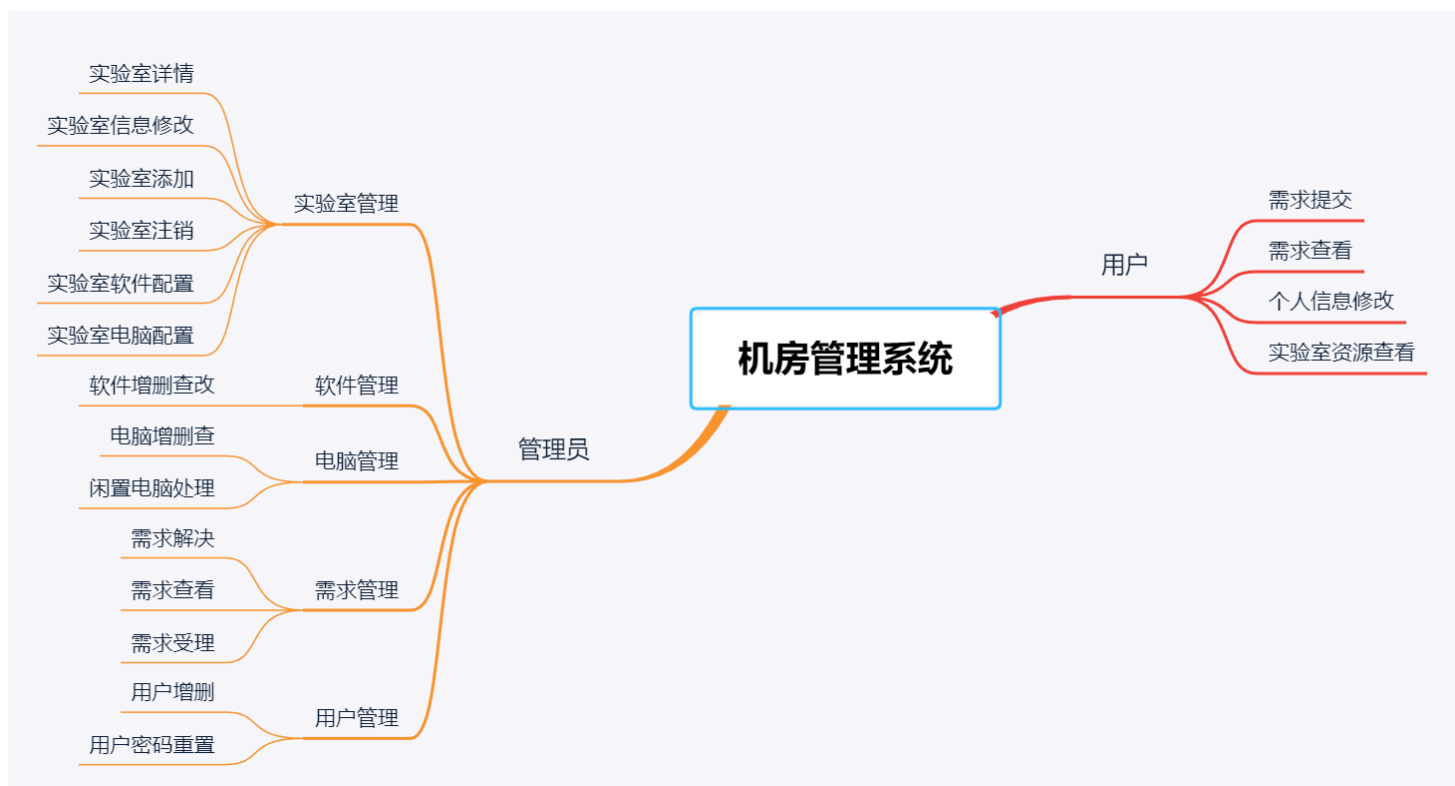 机房管理系统
用户
需求提交
需求查看
个人信息修改
实验室资源查看
管理员
实验室管理
实验室详情
实验室信息修改
实验室添加
实验室注销
实验室软件配置
实验室电脑配置
软件管理
软件增删查改
电脑管理
电脑增删查
闲置电脑处理
需求管理
需求解决
需求查看
需求受理
用户管理
用户增删
用户密码重置